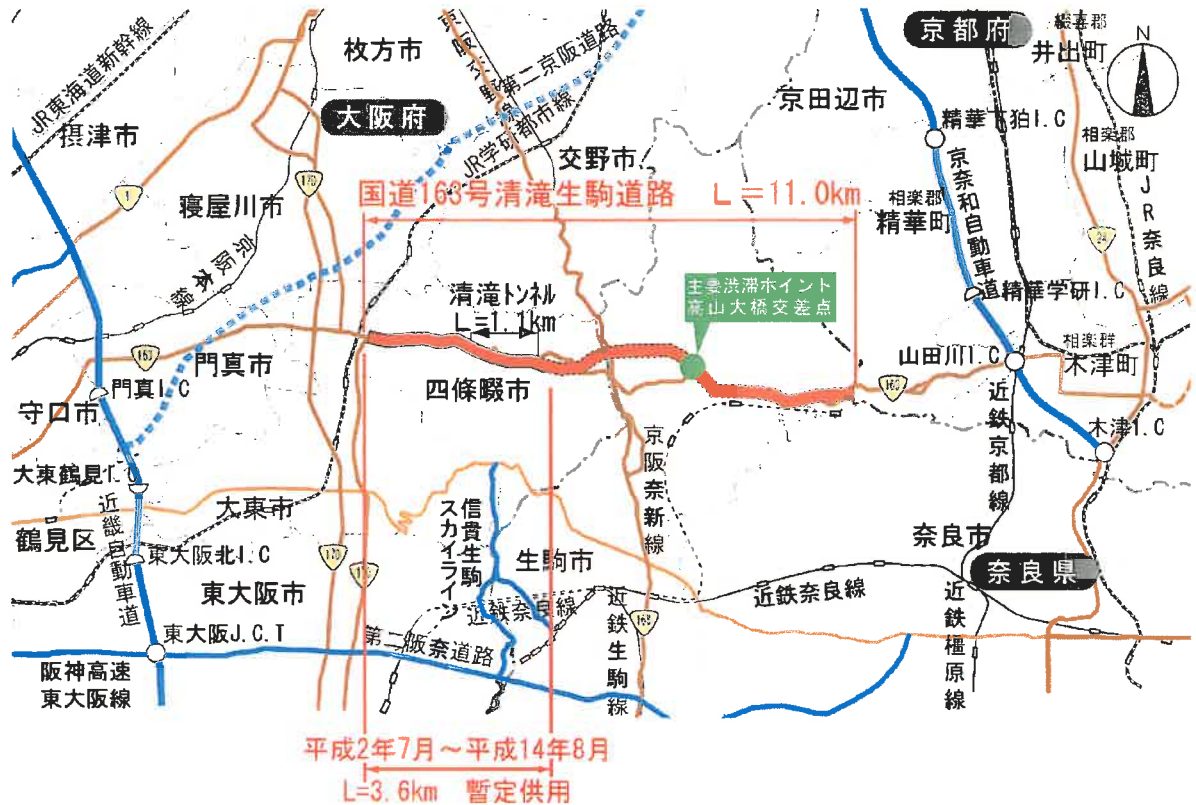 京都府
綴喜郡
井出町
N
枚方市
京阪交野線
第二京阪道路
JR東海道新幹線
大阪府
京田辺市
精華下狛I.C
摂津市
JR学研都市線
交野市
相楽郡
山城町
JR奈良線
1
170
国道163号清滝生駒道路 L=11.0km
寝屋川市
相楽郡
精華町
京奈和自動車道
24
京阪本線
清滝トンネル
L=1.1km
主要渋滞ポイント
高山大橋交差点
精華学研I.C
163
門真市
山田川I.C
相楽群
木津町
門真I.C
四條畷市
163
守口市
近鉄京都線
木津I.C
京阪奈新線
大東鶴見I.C
大東市
信貴生駒
スカイライン
近畿自動車道
鶴見区
東大阪北I.C
170
生駒市
奈良市
奈良県
東大阪市
近鉄奈良線
近鉄奈良線
近鉄生駒線
168
東大阪J.C.T
第二阪奈道路
近鉄橿原線
阪神高速
東大阪線
平成2年7月～平成14年8月
L=3.6km 暫定供用